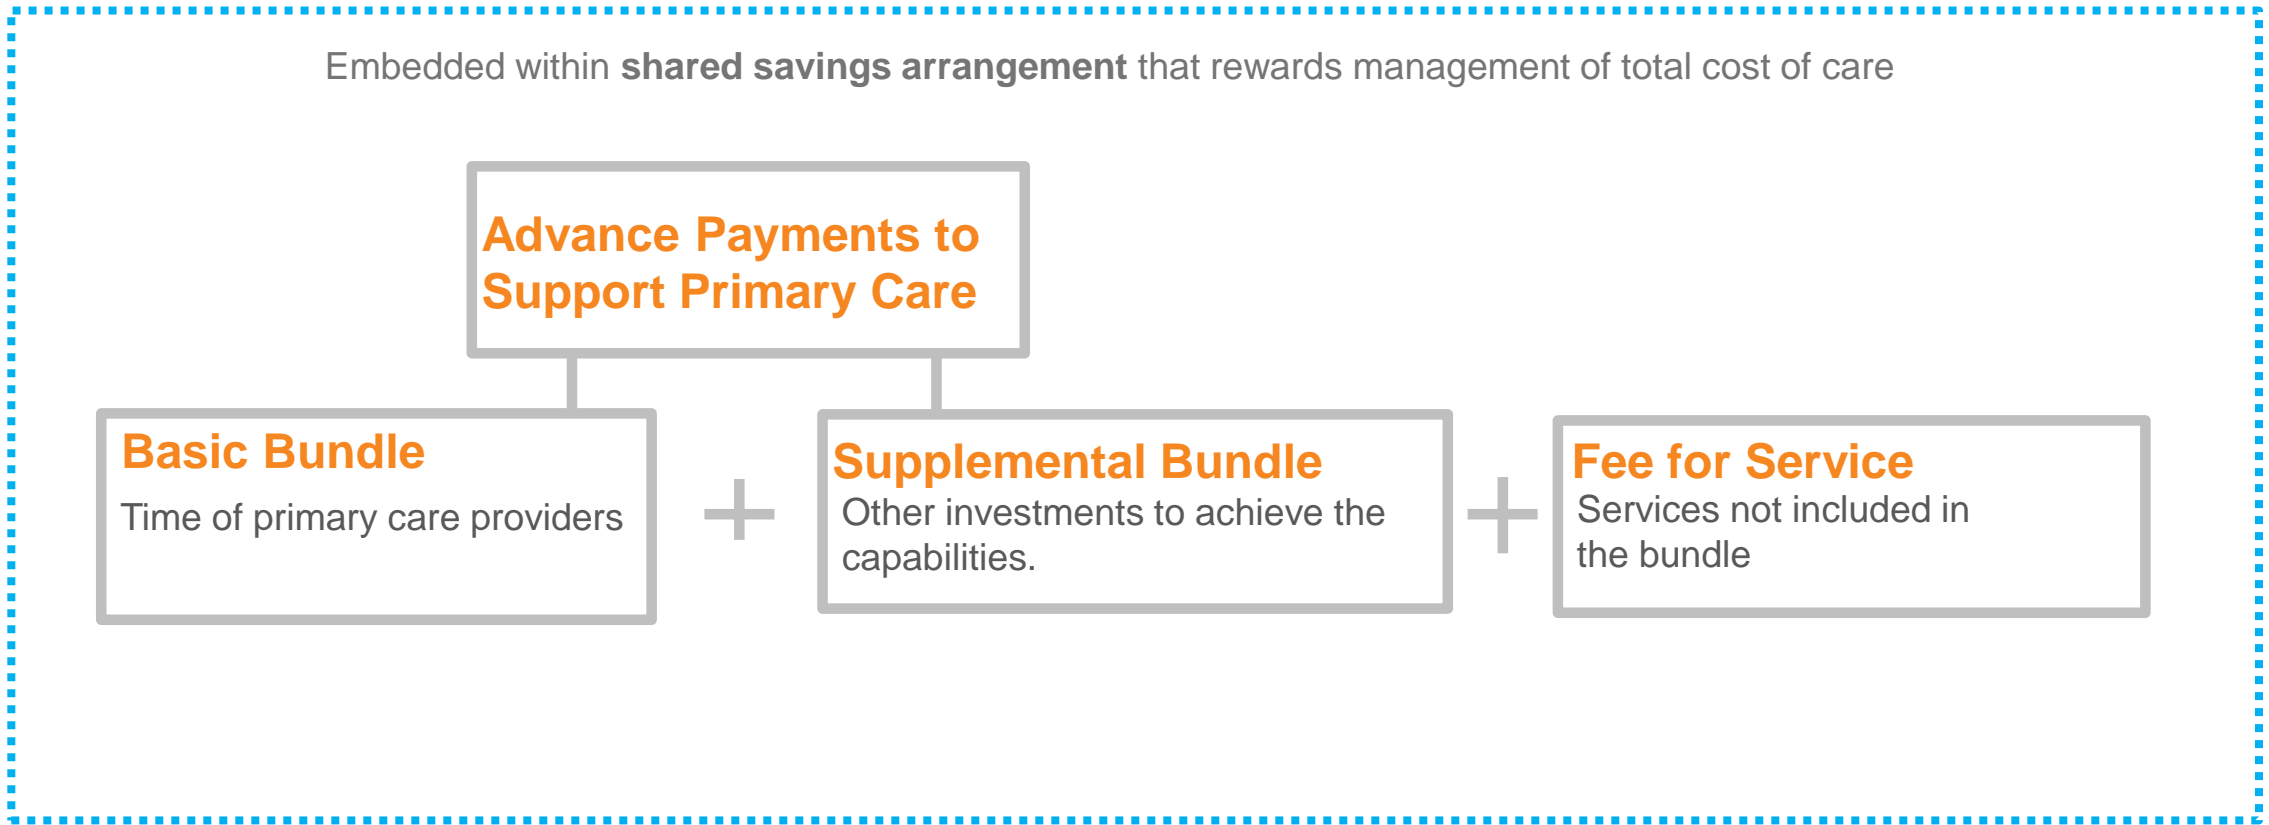 Embedded within shared savings arrangement that rewards management of total cost of care
Advance Payments to
Support Primary Care
Basic Bundle
Time of primary care providers
+
Supplemental Bundle
Other investments to achieve the
capabilities.
+
Fee for Service
Services not included in
the bundle